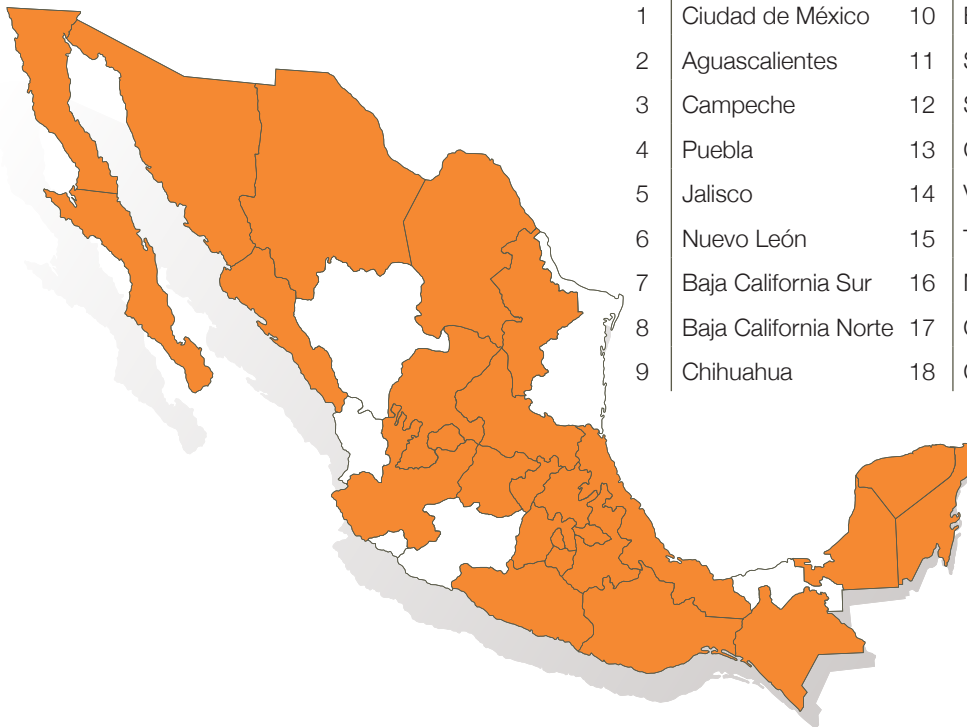 1 Ciudad de México 10
2 Aguascalientes 11
3 Campeche 12
4 Puebla 13
5 Jalisco 14
6 Nuevo León 15
7 Baja California Sur 16
8 Baja California Norte 17
9 Chihuahua 18